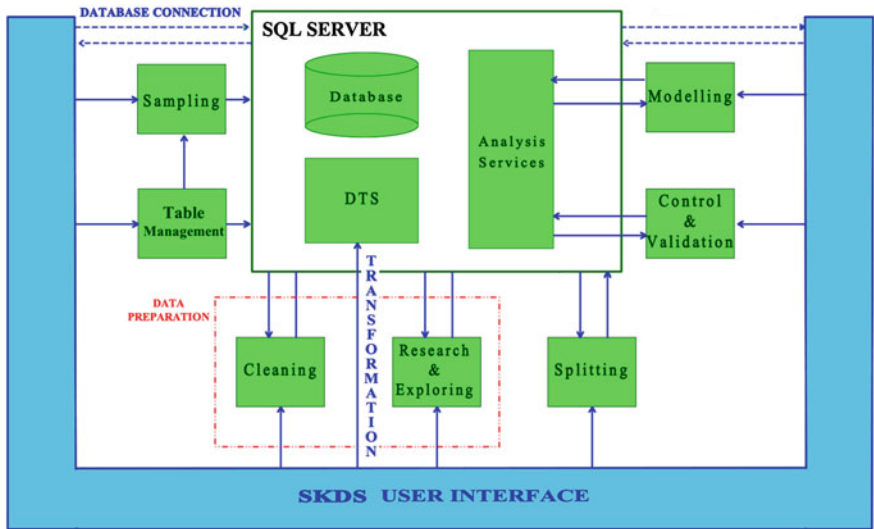 DATABASE CONNECTION
SQL SERVER
Sampling
Database
Analysis
Services
Modelling
DTS
Table
Management
Control
&
Validation
TRANSFORMATION
DATA
PREPARATION
Cleaning
Research
&
Exploring
Splitting
SKDS USER INTERFACE